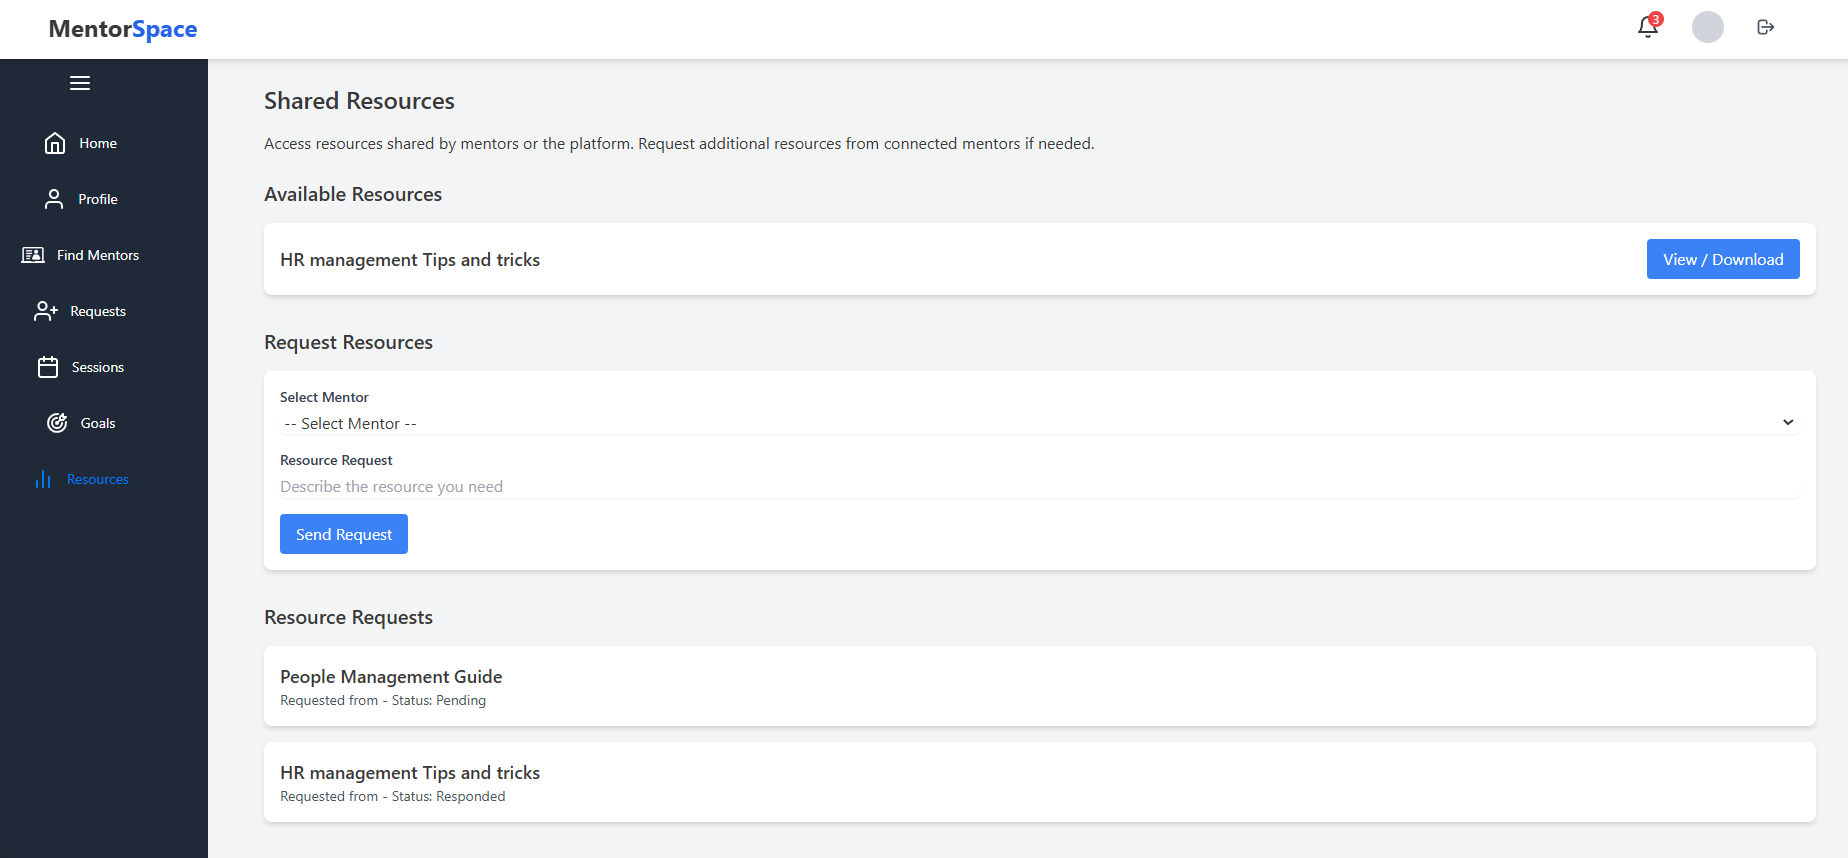 MentorSpace
3
Home
Profile
Find Mentors
Requests
Sessions
Goals
Resources
Shared Resources
Access resources shared by mentors or the platform. Request additional resources from connected mentors if needed.
Available Resources
HR management Tips and tricks
View / Download
Request Resources
Select Mentor
-- Select Mentor --
Resource Request
Describe the resource you need
Send Request
Resource Requests
People Management Guide
Requested from - Status: Pending
HR management Tips and tricks
Requested from - Status: Responded